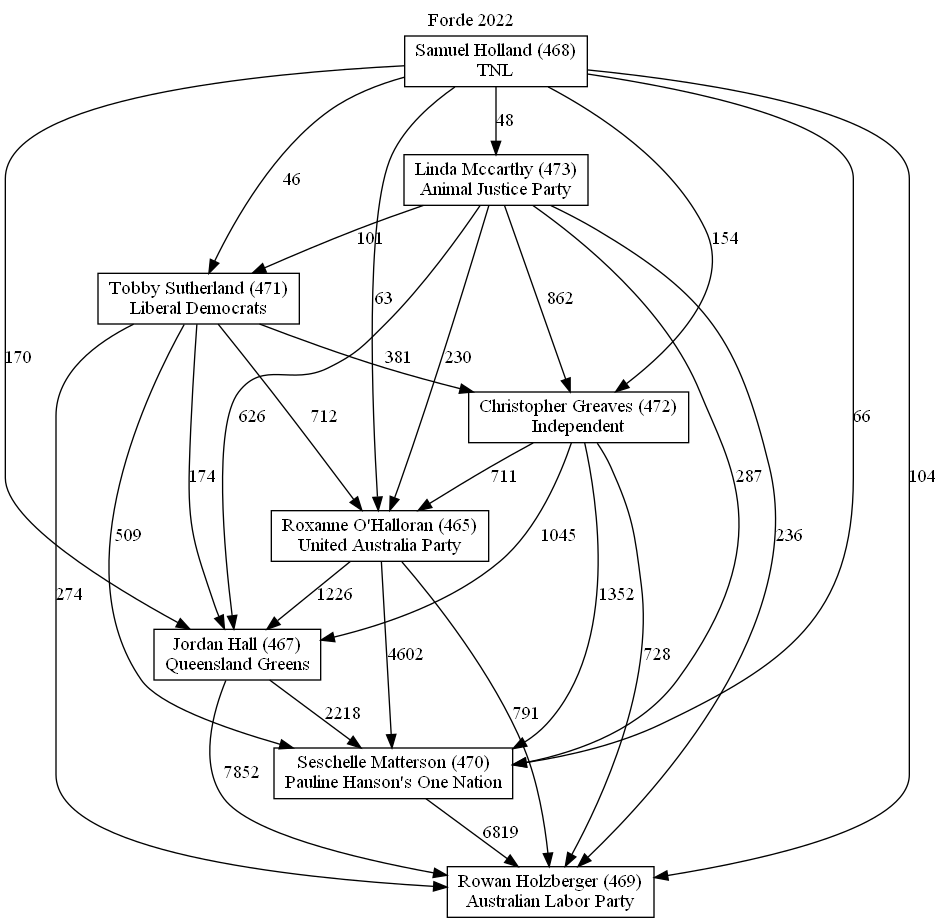 Forde 2022
Samuel Holland (468)
TNL
48
Linda Mccarthy (473)
Animal Justice Party
46
101
154
Tobby Sutherland (471)
Liberal Democrats
63
170
381
230
862
Christopher Greaves (472)
Independent
626
712
66
174
711
287
104
Roxanne O'Halloran (465)
United Australia Party
509
1045
236
274
1226
1352
Jordan Hall (467)
Queensland Greens
4602
728
2218
791
Seschelle Matterson (470)
Pauline Hanson's One Nation
7852
6819
Rowan Holzberger (469)
Australian Labor Party